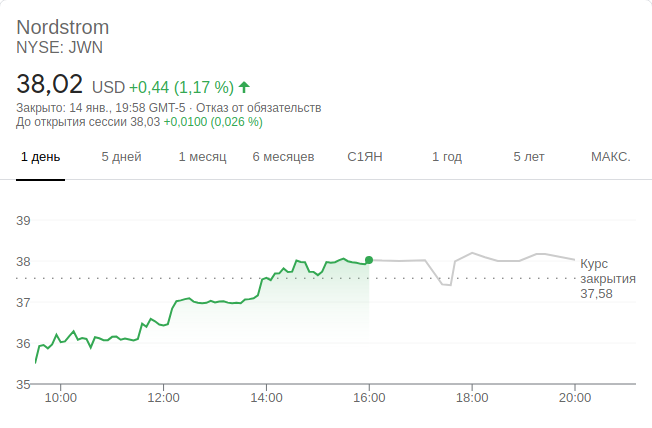 Nordstrom
NYSE: JWN
38,02 USD +0,44 (1,17 %)
Закрыто: 14 янв., 19:58 GMT-5 · Отказ от обязательств
До открытия сессии 38,03 +0,0100 (0,026 %)
1 день 5 дней 1 месяц 6 месяцев С1ЯН 1 год 5 лет МАКС.
39
38
37
36
35
Курс
закрытия
37,58
10:00 12:00 14:00 16:00 18:00 20:00